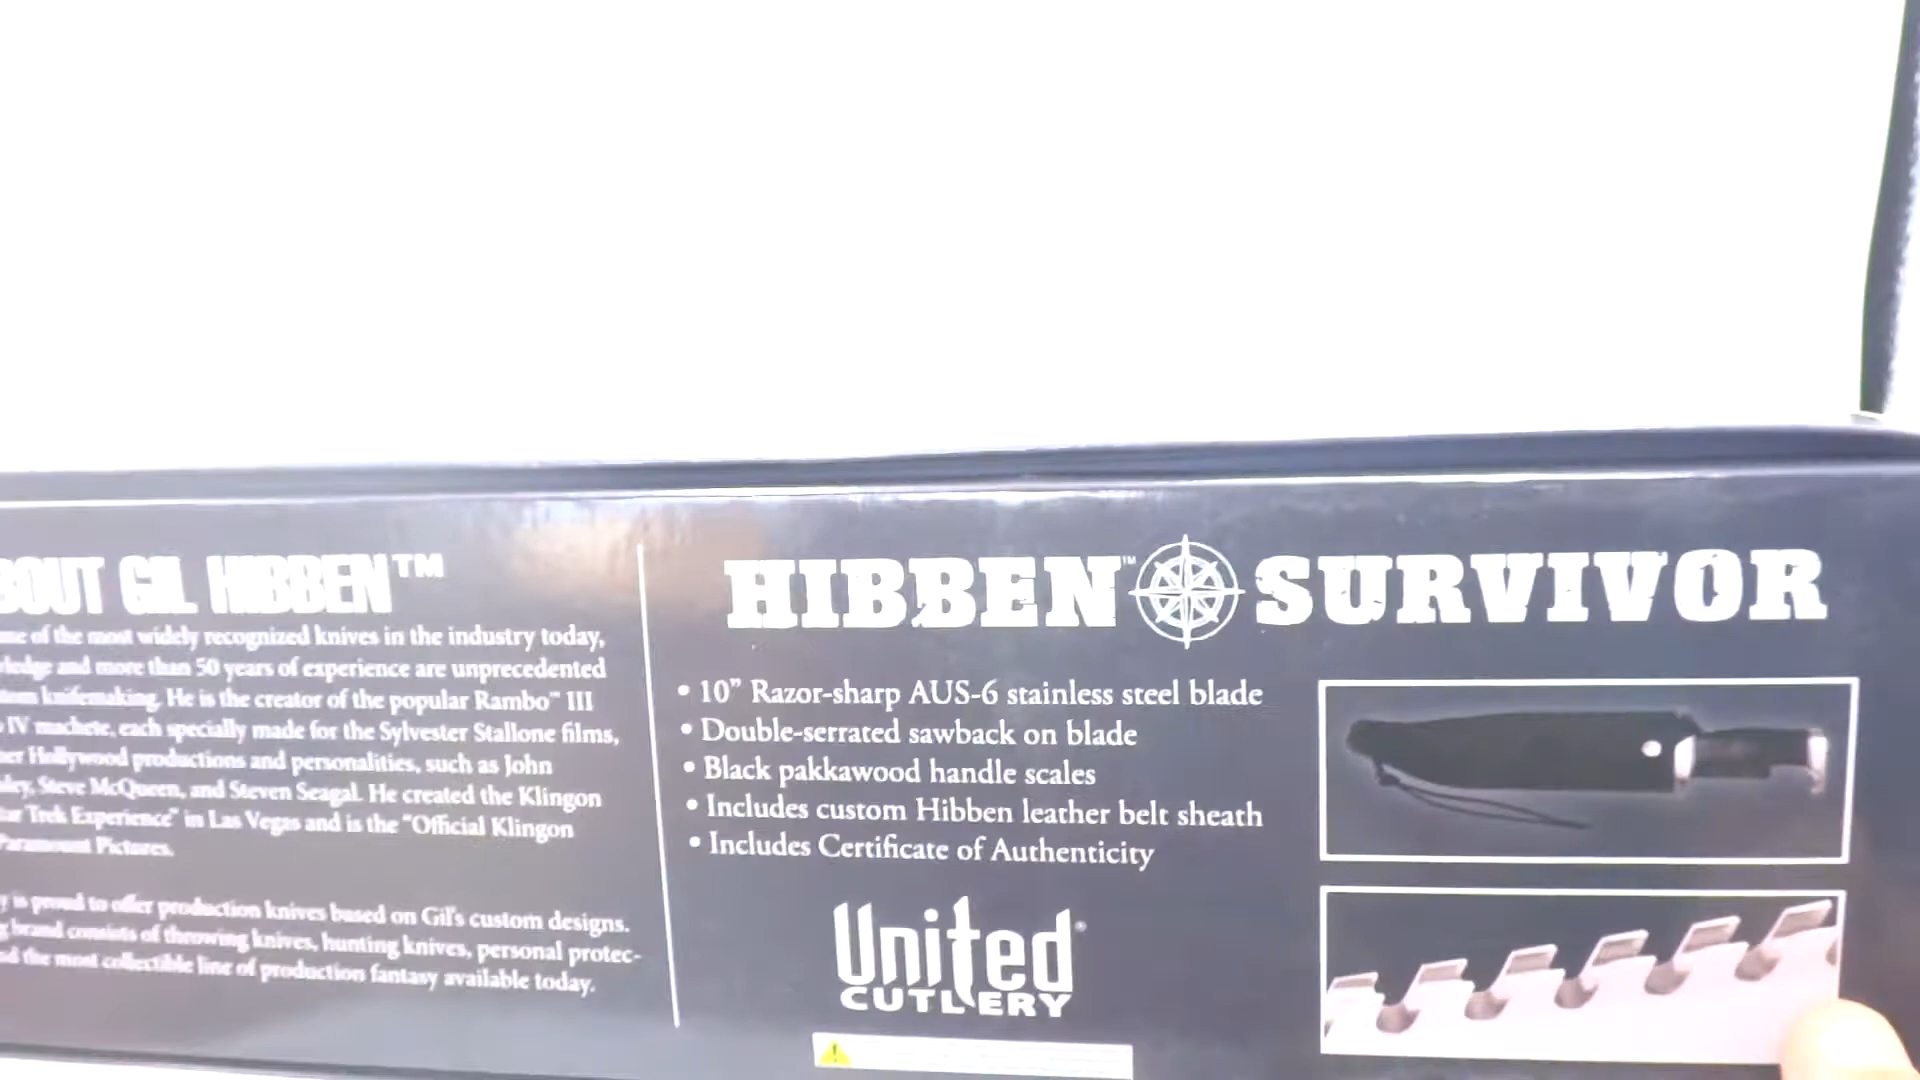 BOUT GIL HIBBEN™
of the most widely recognized knives in the industry today,
and more than 50 years of experience are unprecedented
knifemaking. He is the creator of the popular Rambo™ III
IV machete, each specially made for the Sylvester Stallone films,
Hollywood productions and personalities, such as John
Steve McQueen, and Steven Seagal. He created the Klingon
Trek Experience" in Las Vegas and is the "Official Klingon
Paramount Pictures.
y is proud to offer production knives based on Gil's custom designs.
brand consists of throwing knives, hunting knives, personal protec-
the most collectible line of production fantasy available today.
HIBBEN™ SURVIVOR
• 10” Razor-sharp AUS-6 stainless steel blade
• Double-serrated sawback on blade
• Black pakkawood handle scales
• Includes custom Hibben leather belt sheath
• Includes Certificate of Authenticity
United®
CUTLERY